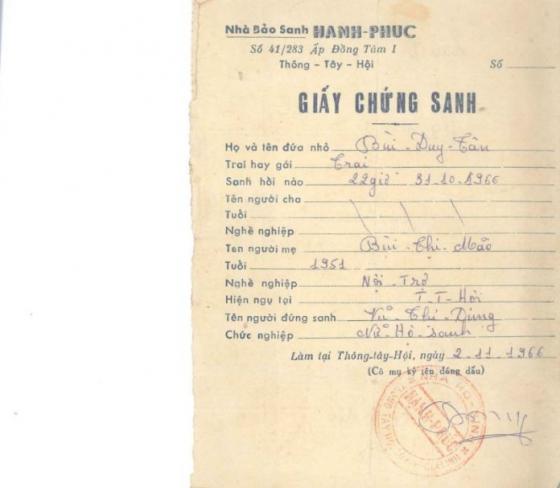 Nhà Bảo Sanh HẠNH-PHÚC
Số 41/283 Ấp Đồng Tâm I
Thông - Tây - Hội Số
GIẤY CHỨNG SANH
Họ và tên đứa nhỏ Bùi - Duy - Tân
Trai hay gái Trai
Sanh hồi nào 22giờ 31.10.1966
Tên người cha
Tuổi
Nghề nghiệp
Tên người mẹ Bùi - Thị - Mão
Tuổi 1951
Nghề nghiệp Nội - Trợ
Hiện ngụ tại T.T- Hội
Tên người đứng sanh Vũ - Thị - Dung
Chức nghiệp Nữ - Hộ - Sanh
Làm tại Thông-tây-Hội, ngày 2.11.1966
(Cô mụ ký tên đóng dấu)
HẠNH-PHÚC